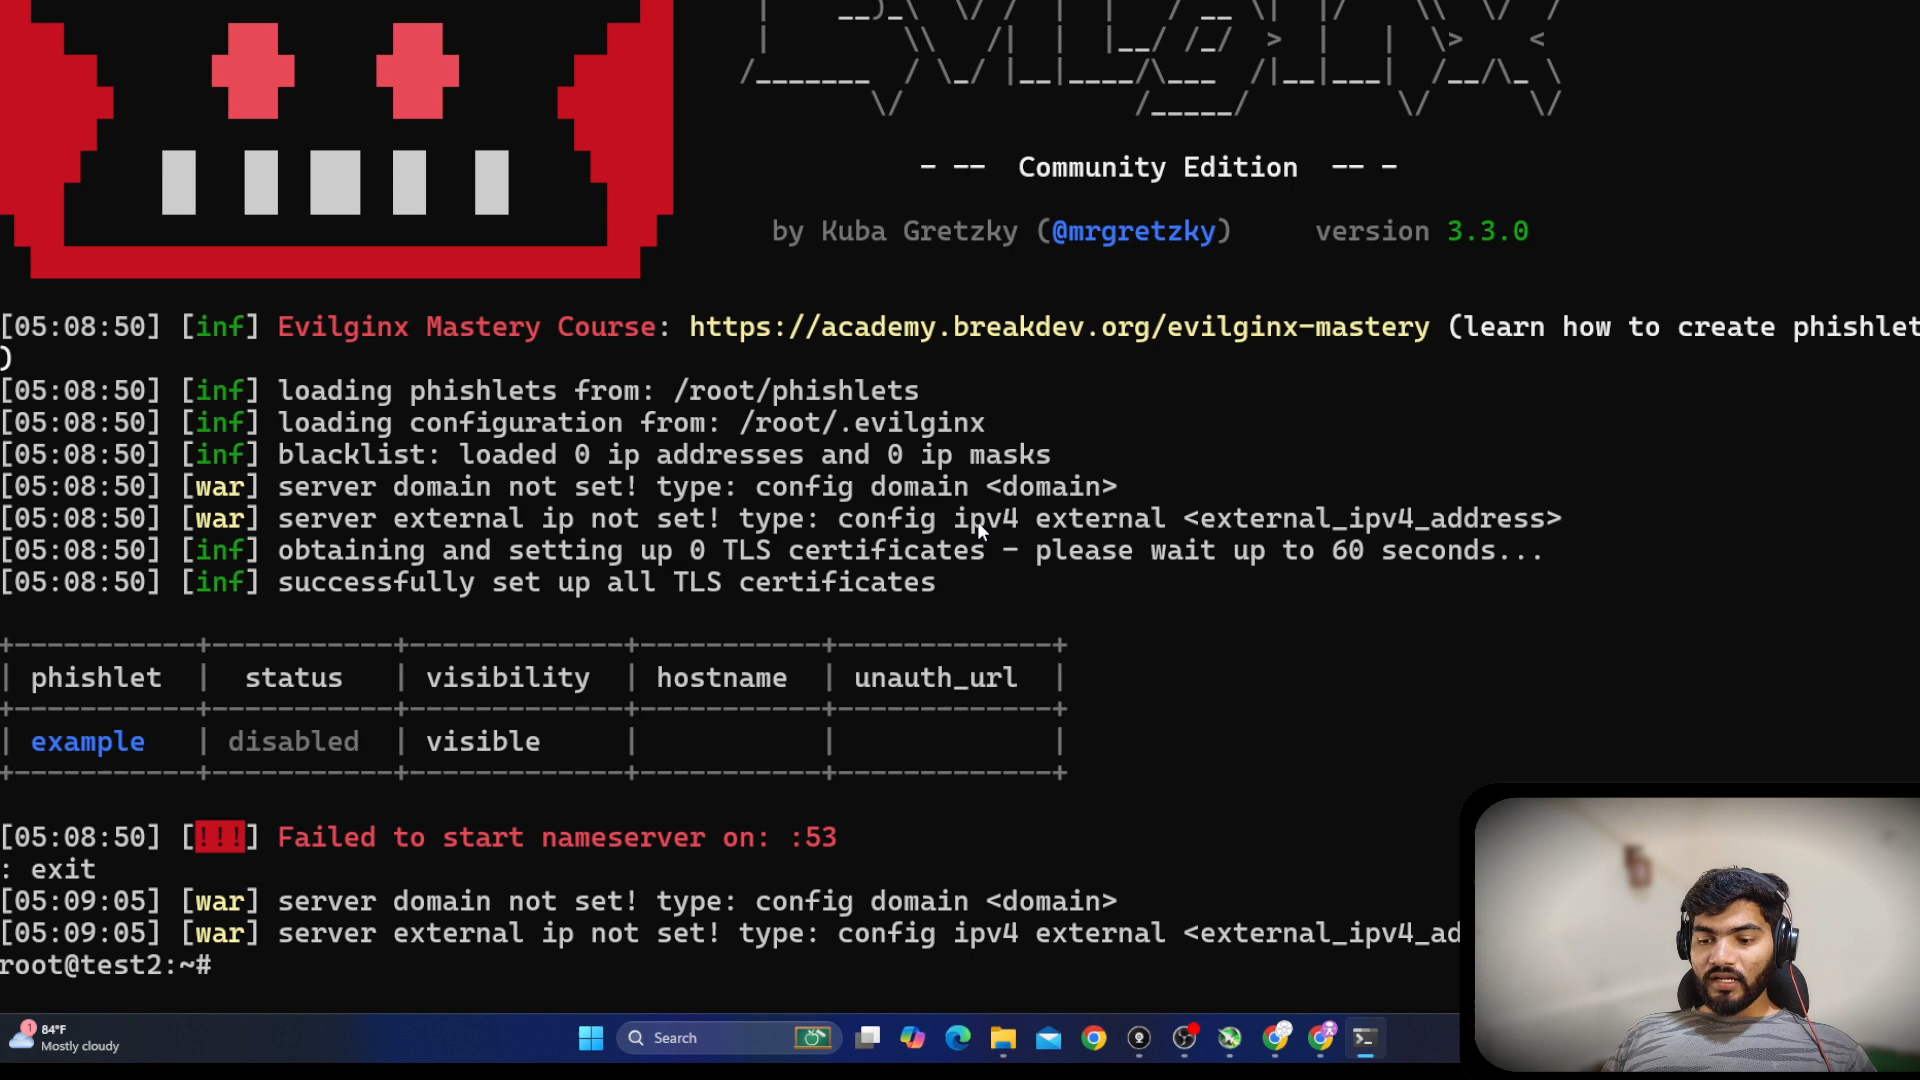 - -- Community Edition -- -
by Kuba Gretzky (@mrgretzky) version 3.3.0
[05:08:50] [inf] Evilginx Mastery Course: https://academy.breakdev.org/evilginx-mastery (learn how to create phishlet
)
[05:08:50] [inf] loading phishlets from: /root/phishlets
[05:08:50] [inf] loading configuration from: /root/.evilginx
[05:08:50] [inf] blacklist: loaded 0 ip addresses and 0 ip masks
[05:08:50] [war] server domain not set! type: config domain <domain>
[05:08:50] [war] server external ip not set! type: config ipv4 external <external_ipv4_address>
[05:08:50] [inf] obtaining and setting up 0 TLS certificates - please wait up to 60 seconds...
[05:08:50] [inf] successfully set up all TLS certificates
| phishlet | status | visibility | hostname | unauth_url |
| example | disabled | visible | | |
[05:08:50] [!!!] Failed to start nameserver on: :53
: exit
[05:09:05] [war] server domain not set! type: config domain <domain>
[05:09:05] [war] server external ip not set! type: config ipv4 external <external_ipv4_ad
root@test2:~#
1
84°F
Mostly cloudy
Search